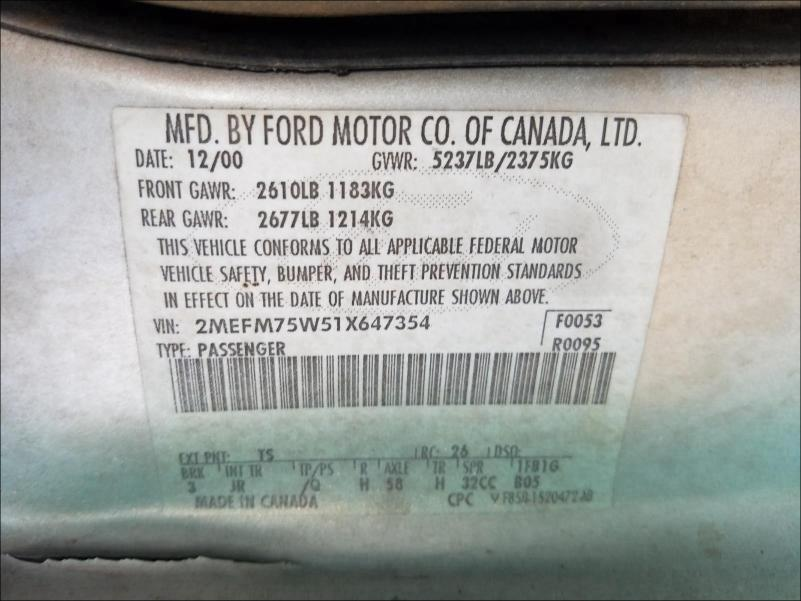 MFD. BY FORD MOTOR CO. OF CANADA, LTD.
DATE: 12/00 GVWR: 5237LB/2375KG
FRONT GAWR: 2610LB 1183KG
REAR GAWR: 2677LB 1214KG
THIS VEHICLE CONFORMS TO ALL APPLICABLE FEDERAL MOTOR
VEHICLE SAFETY, BUMPER, AND THEFT PREVENTION STANDARDS
IN EFFECT ON THE DATE OF MANUFACTURE SHOWN ABOVE.
VIN: 2MEFM75W51X647354 F0053
TYPE: PASSENGER R0095
EXT PNT: TS RC: 26 DSO:
BRK INT TR TP/PS R AXLE TR SPR
3 JR /Q H 58 H 32CC B05
MADE IN CANADA CPC